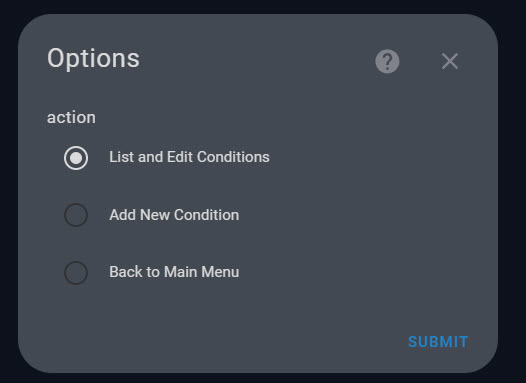 Options
action
List and Edit Conditions
Add New Condition
Back to Main Menu
SUBMIT